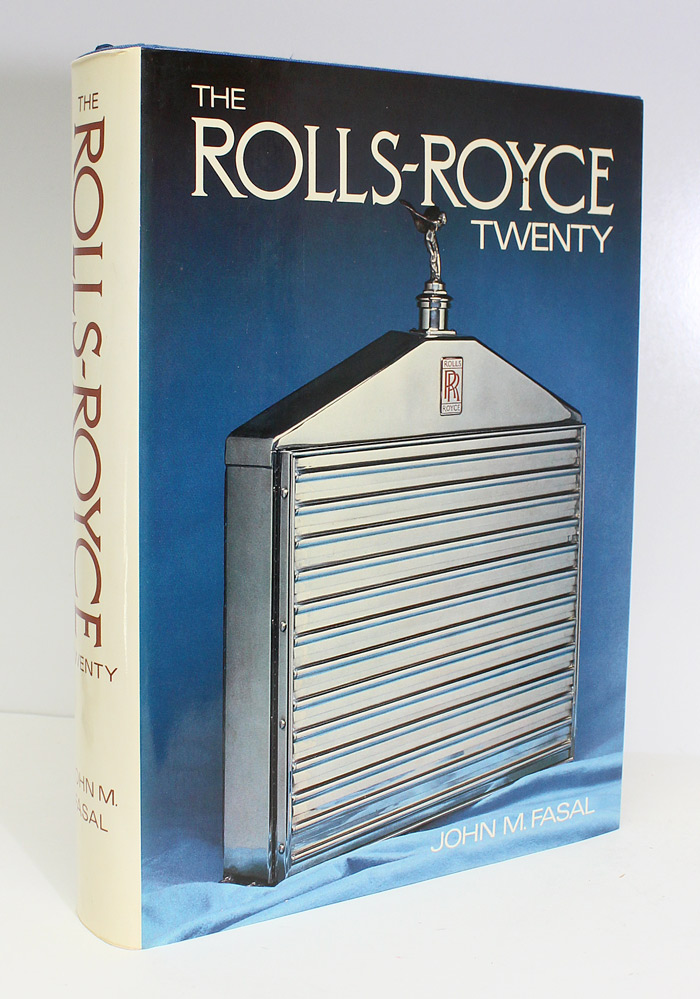 THE
ROLLS-ROYCE
TWENTY
ROLLS
RR
ROYCE
JOHN M. FASAL
THE
ROLLS-ROYCE
TWENTY
JOHN M.
FASAL